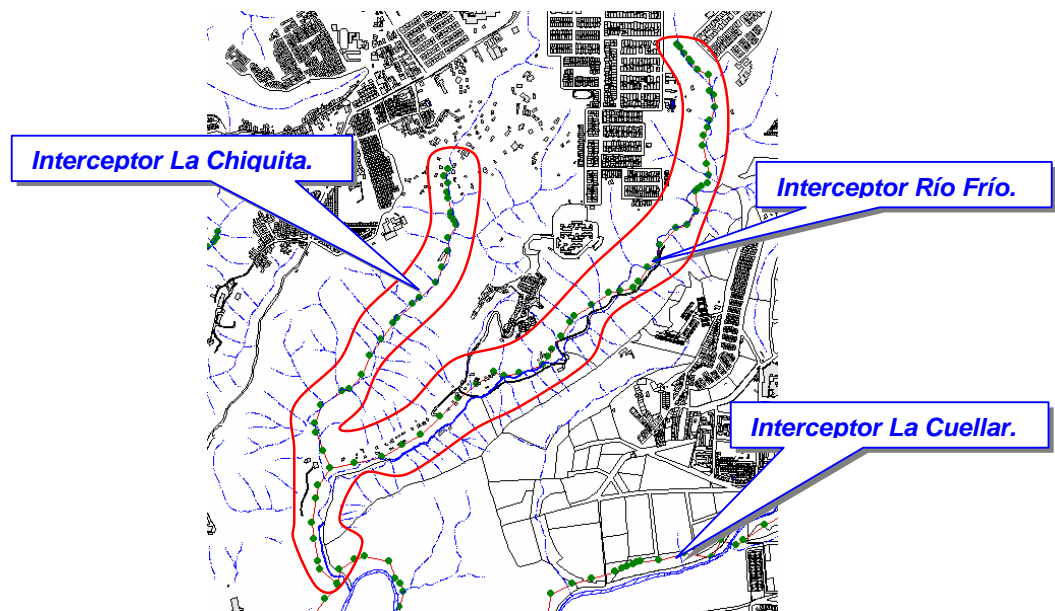 Interceptor La Chiquita.
Interceptor Río Frío.
Interceptor La Cuellar.